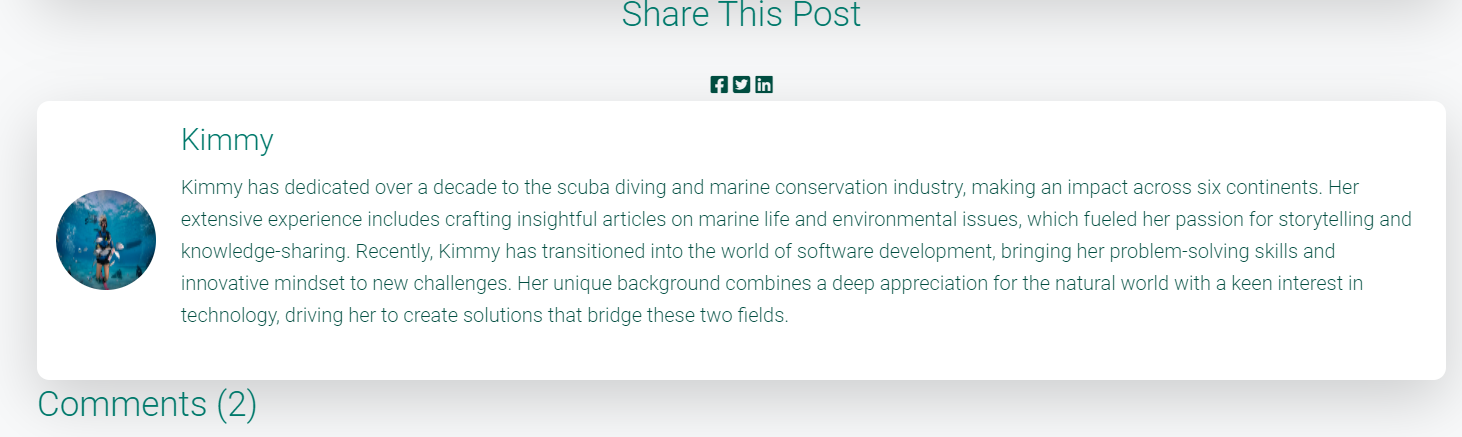 Share This Post
Kimmy
Kimmy has dedicated over a decade to the scuba diving and marine conservation industry, making an impact across six continents. Her
extensive experience includes crafting insightful articles on marine life and environmental issues, which fueled her passion for storytelling and
knowledge-sharing. Recently, Kimmy has transitioned into the world of software development, bringing her problem-solving skills and
innovative mindset to new challenges. Her unique background combines a deep appreciation for the natural world with a keen interest in
technology, driving her to create solutions that bridge these two fields.
Comments (2)